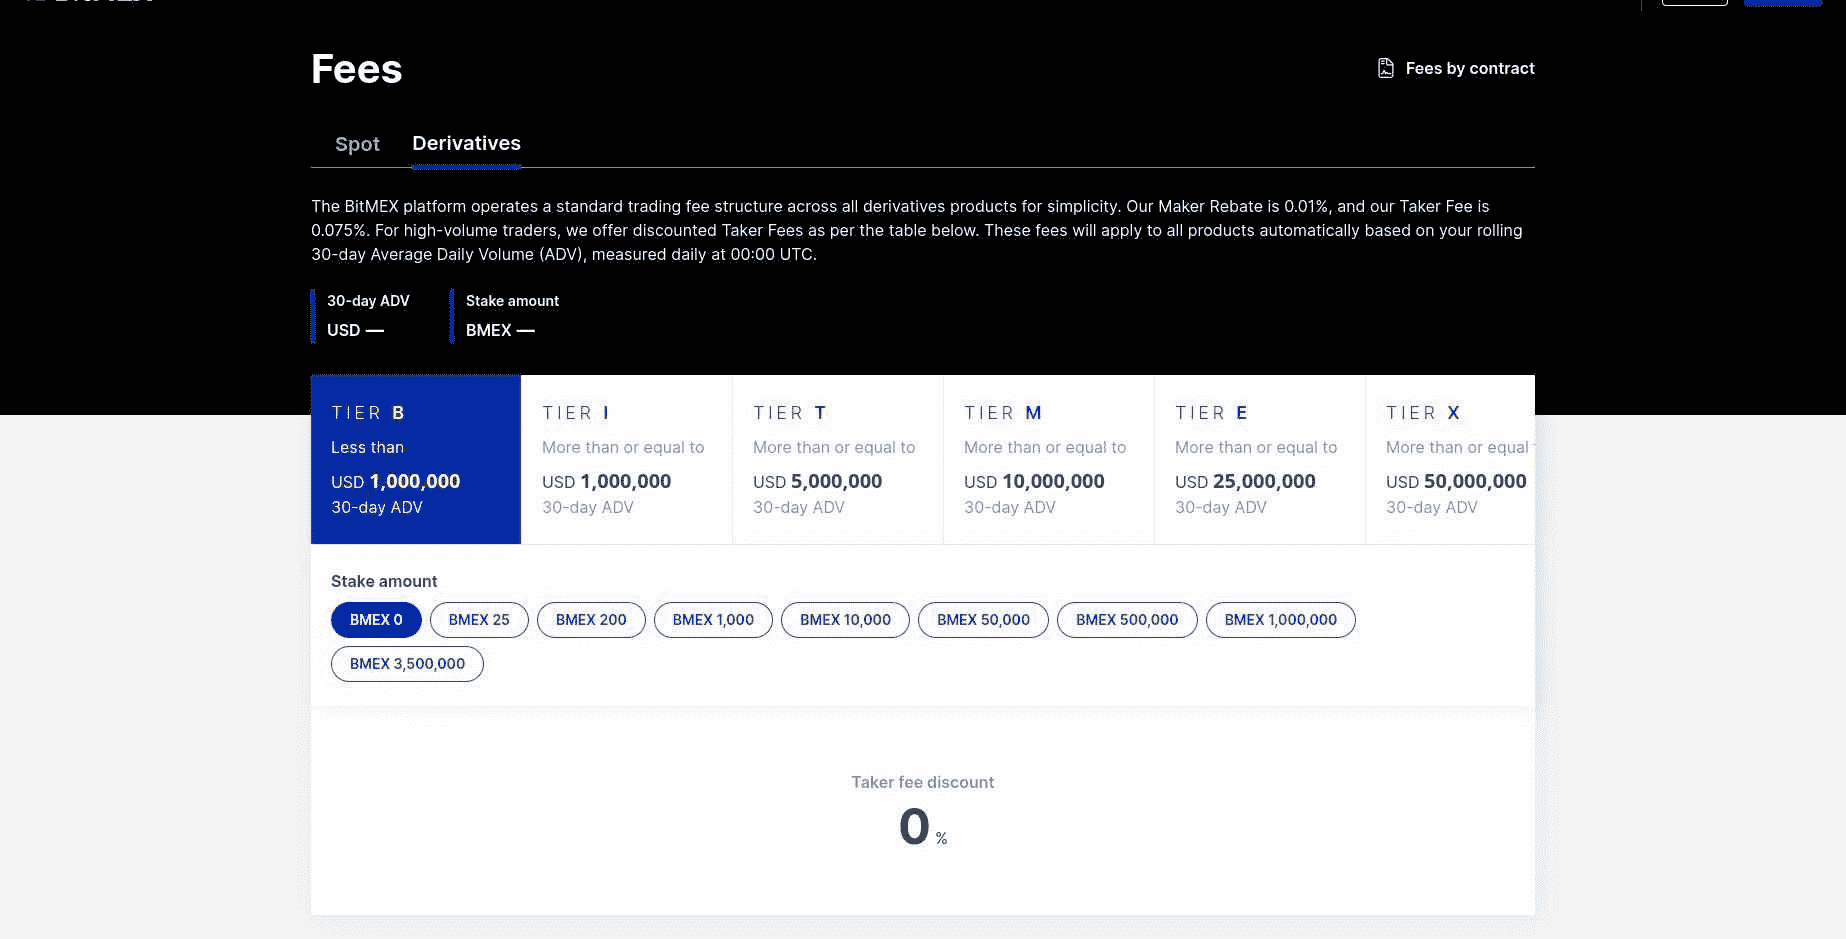 Fees
Fees by contract
Spot
Derivatives
The BitMEX platform operates a standard trading fee structure across all derivatives products for simplicity. Our Maker Rebate is 0.01%, and our Taker Fee is
0.075%. For high-volume traders, we offer discounted Taker Fees as per the table below. These fees will apply to all products automatically based on your rolling
30-day Average Daily Volume (ADV), measured daily at 00:00 UTC.
30-day ADV
USD —
Stake amount
BMEX —
TIER B
Less than
USD 1,000,000
30-day ADV
TIER I
More than or equal to
USD 1,000,000
30-day ADV
TIER T
More than or equal to
USD 5,000,000
30-day ADV
TIER M
More than or equal to
USD 10,000,000
30-day ADV
TIER E
More than or equal to
USD 25,000,000
30-day ADV
TIER X
More than or equal
USD 50,000,000
30-day ADV
Stake amount
BMEX 0
BMEX 25
BMEX 200
BMEX 1,000
BMEX 10,000
BMEX 50,000
BMEX 500,000
BMEX 1,000,000
BMEX 3,500,000
Taker fee discount
0 %